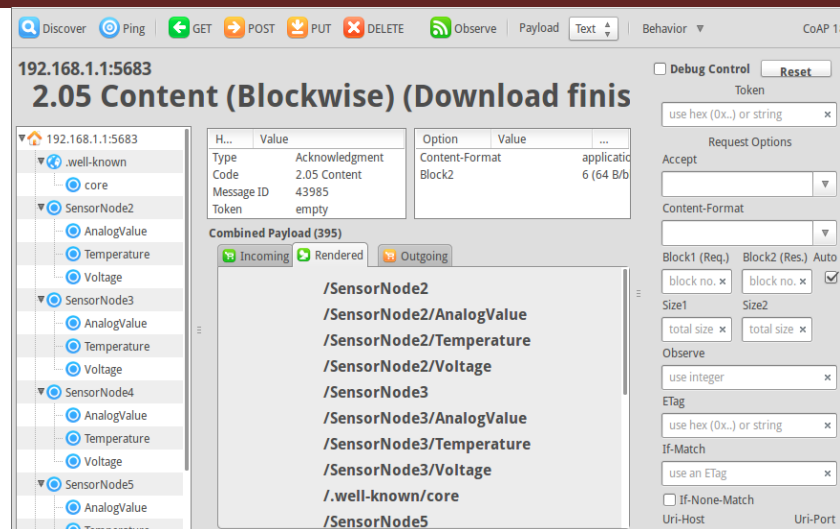 Discover Ping GET POST PUT DELETE Observe Payload Text Behavior CoAP
192.168.1.1:5683
2.05 Content (Blockwise) (Download finis
192.168.1.1:5683
.well-known
core
SensorNode2
AnalogValue
Temperature
Voltage
SensorNode3
AnalogValue
Temperature
Voltage
SensorNode4
AnalogValue
Temperature
Voltage
SensorNode5
AnalogValue
H... Value
Type Acknowledgment
Code 2.05 Content
Message ID 43985
Token empty
Option Value ...
Content-Format applicatio
Block2 6 (64 B/b
Combined Payload (395)
Incoming Rendered Outgoing
/SensorNode2
/SensorNode2/AnalogValue
/SensorNode2/Temperature
/SensorNode2/Voltage
/SensorNode3
/SensorNode3/AnalogValue
/SensorNode3/Temperature
/SensorNode3/Voltage
/.well-known/core
/SensorNode5
Debug Control Reset
Token
use hex (0x..) or string
Request Options
Accept
Content-Format
Block1 (Req.) Block2 (Res.) Auto
block no. block no.
Size1 Size2
total size total size
Observe
use integer
ETag
use hex (0x..) or string
If-Match
use an ETag
If-None-Match
Uri-Host Uri-Port